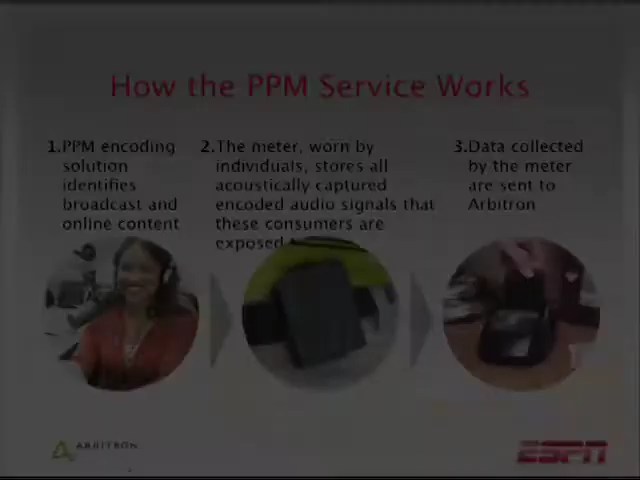 How the PPM Service Works
1.PPM encoding
solution
identifies
broadcast and
online content
2.The meter, worn by
individuals, stores all
acoustically captured
encoded audio signals that
these consumers are
exposed
3.Data collected
by the meter
are sent to
Arbitron
ARBITRON
ESPN